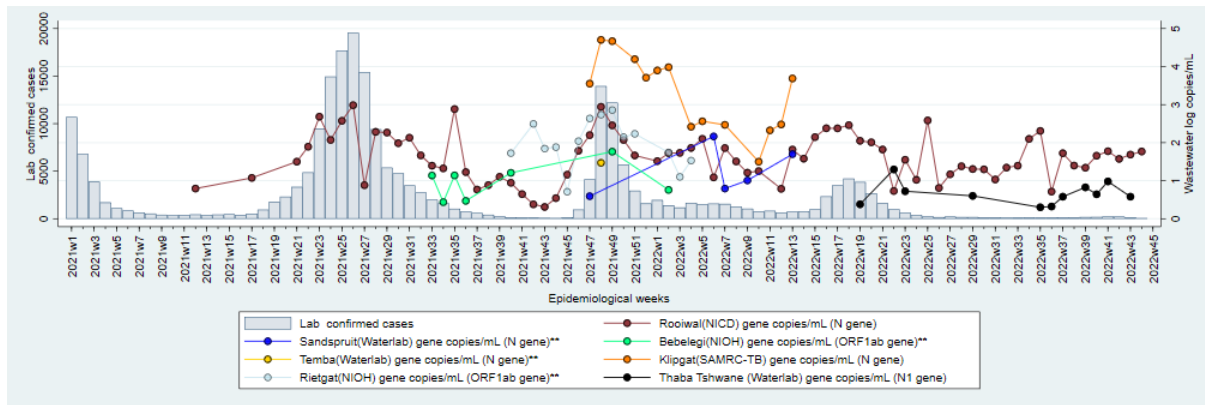 20000
15000
10000
5000
0
Lab confirmed cases
5
4
3
2
1
0
Wastewater log copies/mL
2021w1
2021w3
2021w5
2021w7
2021w9
2021w11
2021w13
2021w15
2021w17
2021w19
2021w21
2021w23
2021w25
2021w27
2021w29
2021w31
2021w33
2021w35
2021w37
2021w39
2021w41
2021w43
2021w45
2021w47
2021w49
2021w51
2022w1
2022w3
2022w5
2022w7
2022w9
2022w11
2022w13
2022w15
2022w17
2022w19
2022w21
2022w23
2022w25
2022w27
2022w29
2022w31
2022w33
2022w35
2022w37
2022w39
2022w41
2022w43
2022w45
Epidemiological weeks
Lab confirmed cases
Rooiwal(NICD) gene copies/mL (N gene)
Sandspruit(Waterlab) gene copies/mL (N gene)**
Bebelegi(NIOH) gene copies/mL (ORF1ab gene)**
Temba(Waterlab) gene copies/mL (N gene)**
Klipgat(SAMRC-TB) gene copies/mL (N gene)
Rietgat(NIOH) gene copies/mL (ORF1ab gene)**
Thaba Tshwane (Waterlab) gene copies/mL (N1 gene)